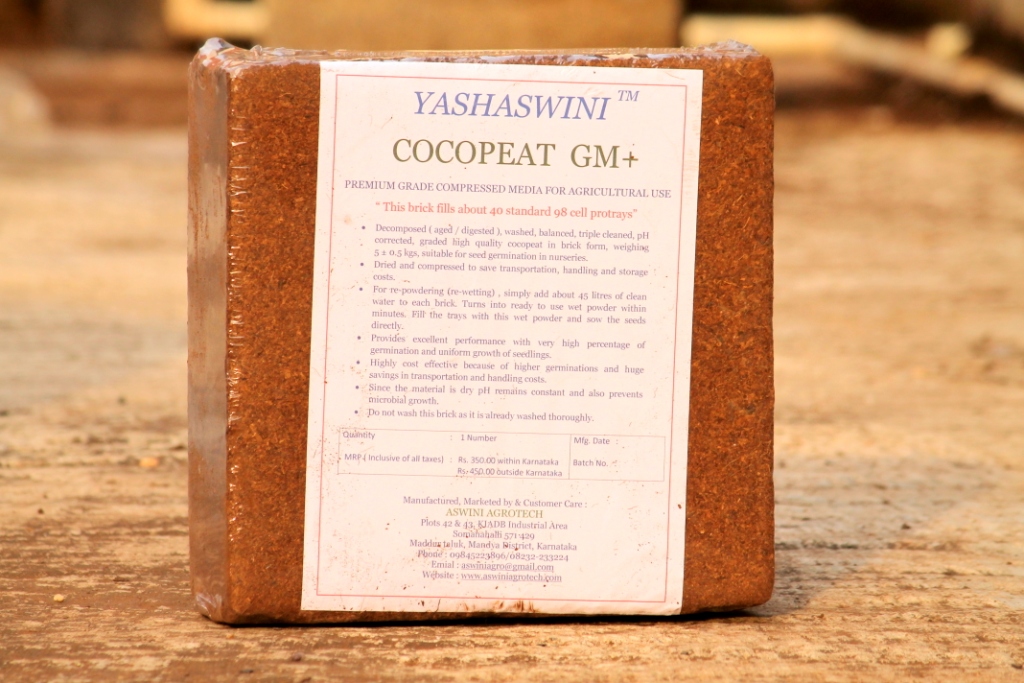 YASHASWINI TM
COCOPEAT GM+
PREMIUM GRADE COMPRESSED MEDIA FOR AGRICULTURAL USE
" This brick fills about 40 standard 98 cell protrays"
• Decomposed ( aged / digested ), washed, balanced, triple cleaned, pH
corrected, graded high quality cocopeat in brick form, weighing
5 ± 0.5 kgs, suitable for seed germination in nurseries.
• Dried and compressed to save transportation, handling and storage
costs.
• For re-powdering (re-wetting) , simply add about 45 litres of clean
water to each brick. Turns into ready to use wet powder within
minutes. Fill the trays with this wet powder and sow the seeds
directly.
• Provides excellent performance with very high percentage of
germination and uniform growth of seedlings.
• Highly cost effective because of higher germinations and huge
savings in transportation and handling costs.
• Since the material is dry pH remains constant and also prevents
microbial growth.
• Do not wash this brick as it is already washed thoroughly.
Quantity : 1 Number Mfg. Date :
MRP ( Inclusive of all taxes) : Rs. 350.00 within Karnataka Batch No. :
Rs. 450.00 outside Karnataka
Manufactured, Marketed by & Customer Care :
ASWINI AGROTECH
Plots 42 & 43, KIADB Industrial Area
Somanahalli 571 429
Maddur taluk, Mandya District, Karnataka
Phone : 09845223896/08232-233224
Emial : aswiniagro@gmail.com
Website : www.aswiniagrotech.com